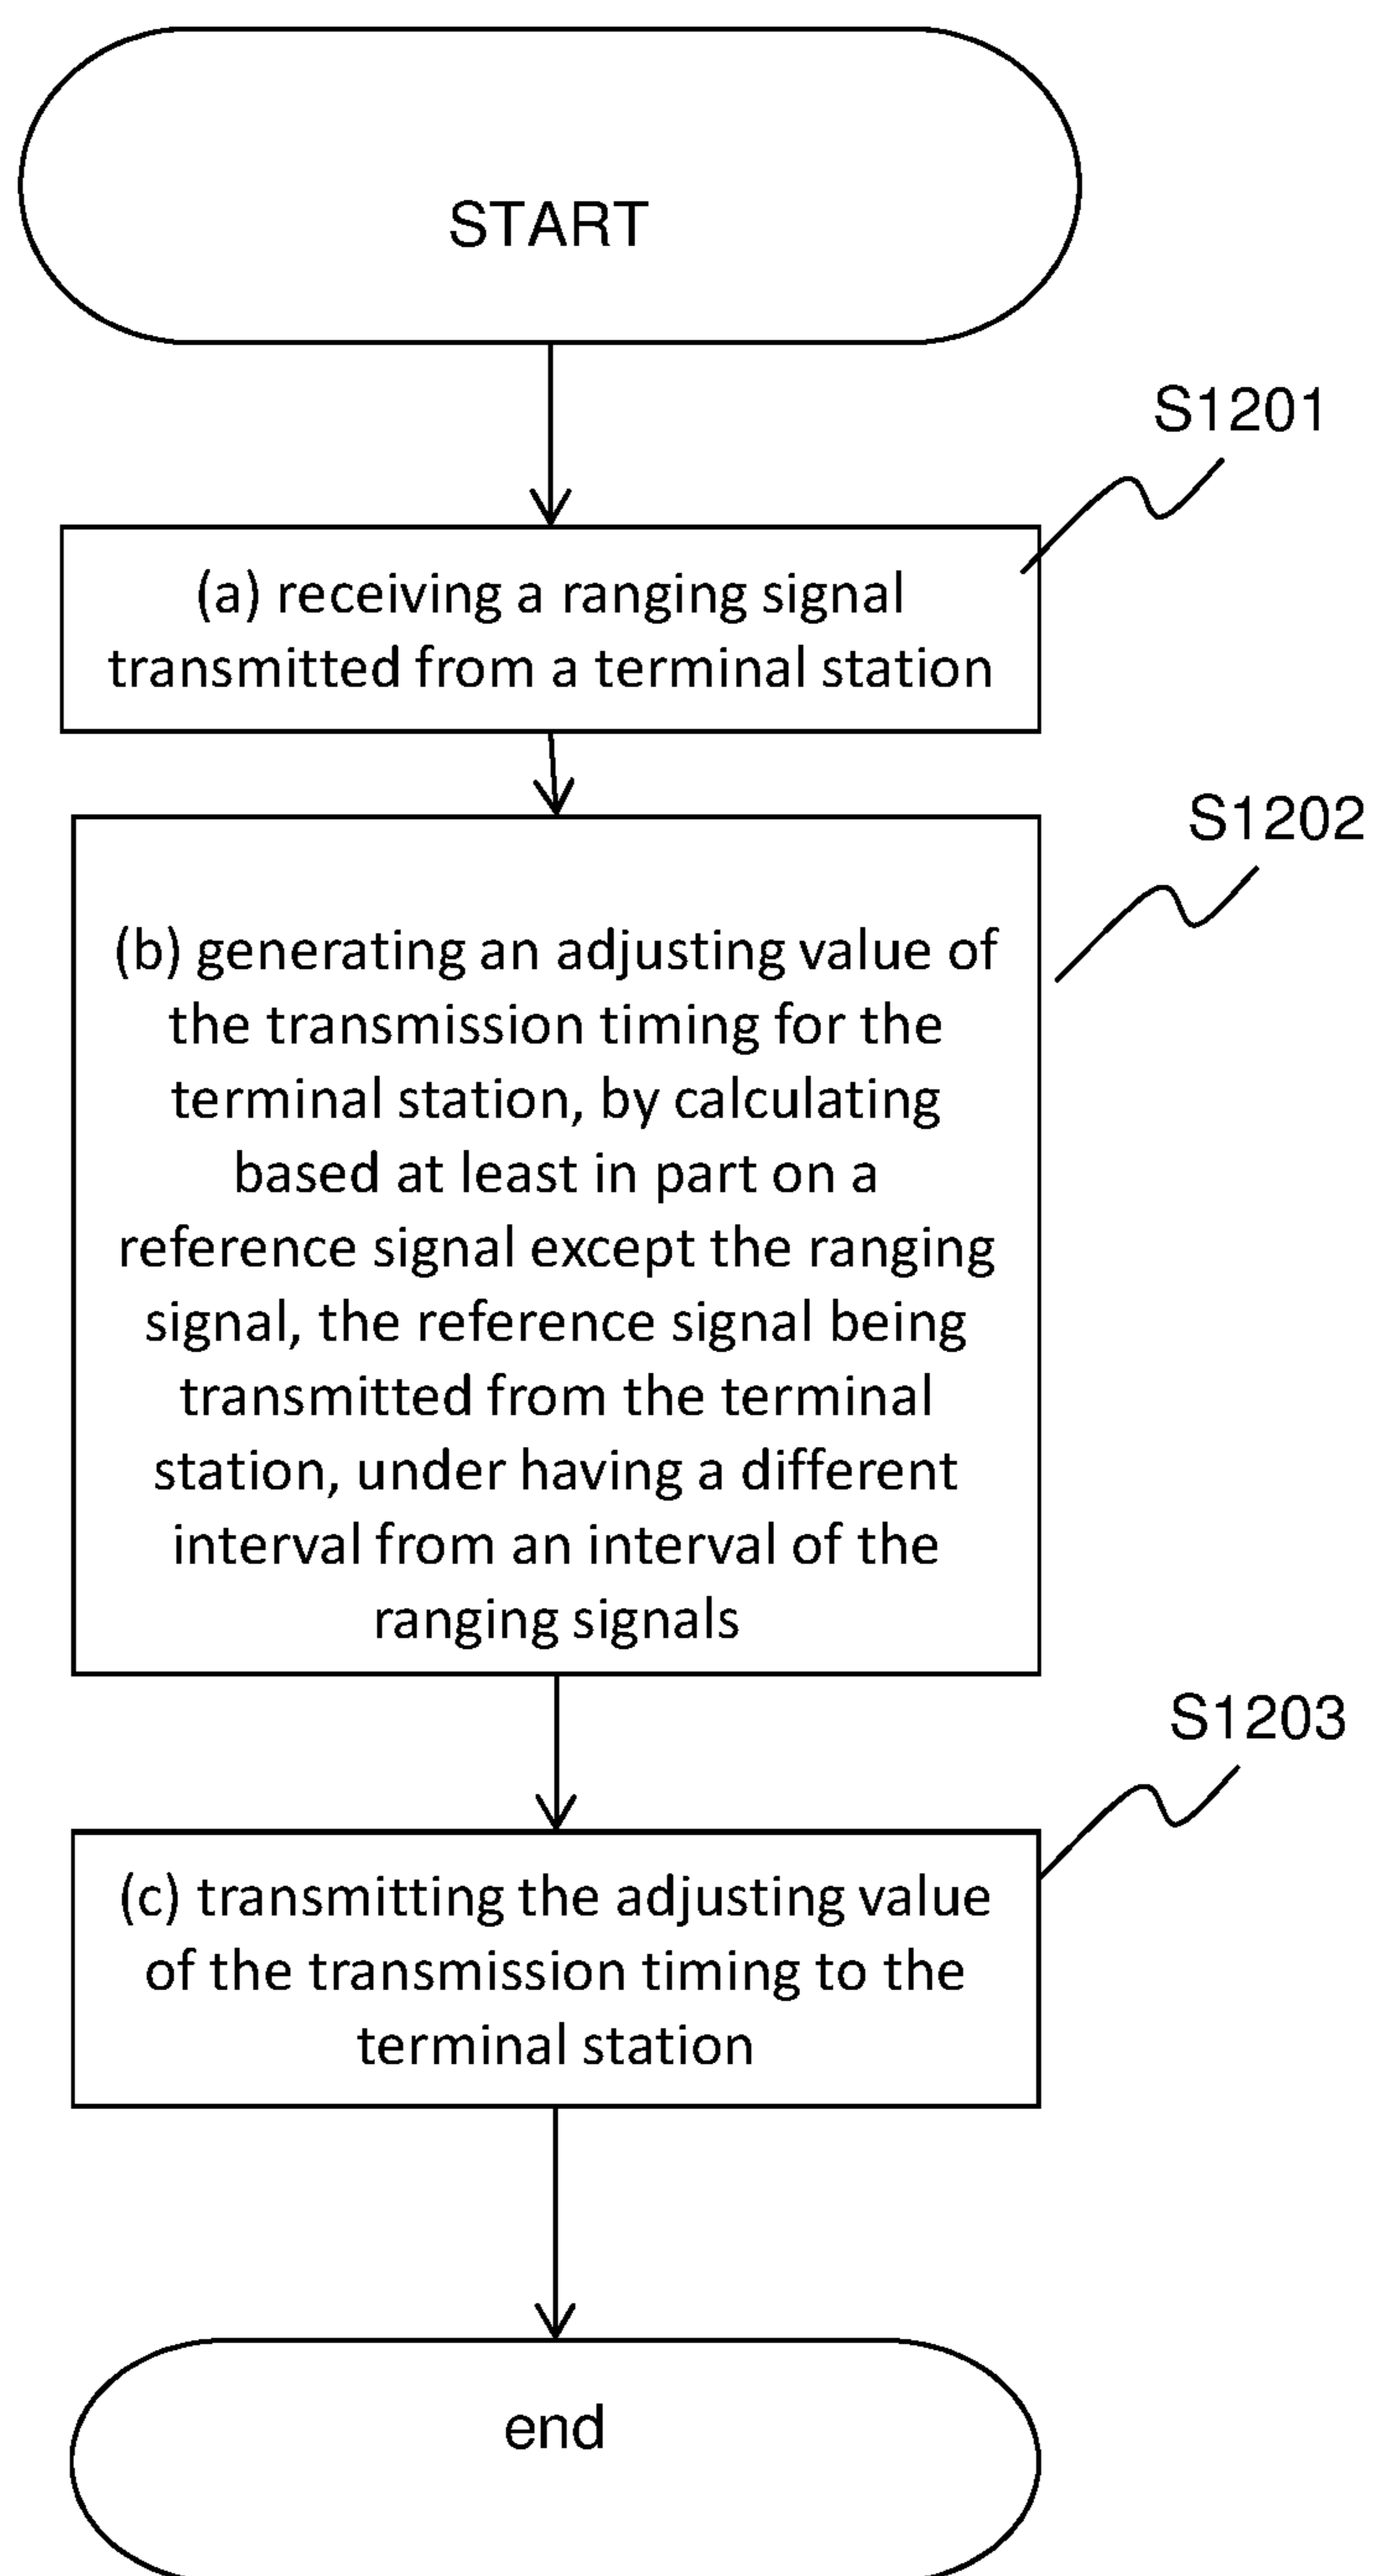 START
S1201
(a) receiving a ranging signal
transmitted from a terminal station
S1202
(b) generating an adjusting value of
the transmission timing for the
terminal station, by calculating
based at least in part on a
reference signal except the ranging
signal, the reference signal being
transmitted from the terminal
station, under having a different
interval from an interval of the
ranging signals
S1203
(c) transmitting the adjusting value
of the transmission timing to the
terminal station
end